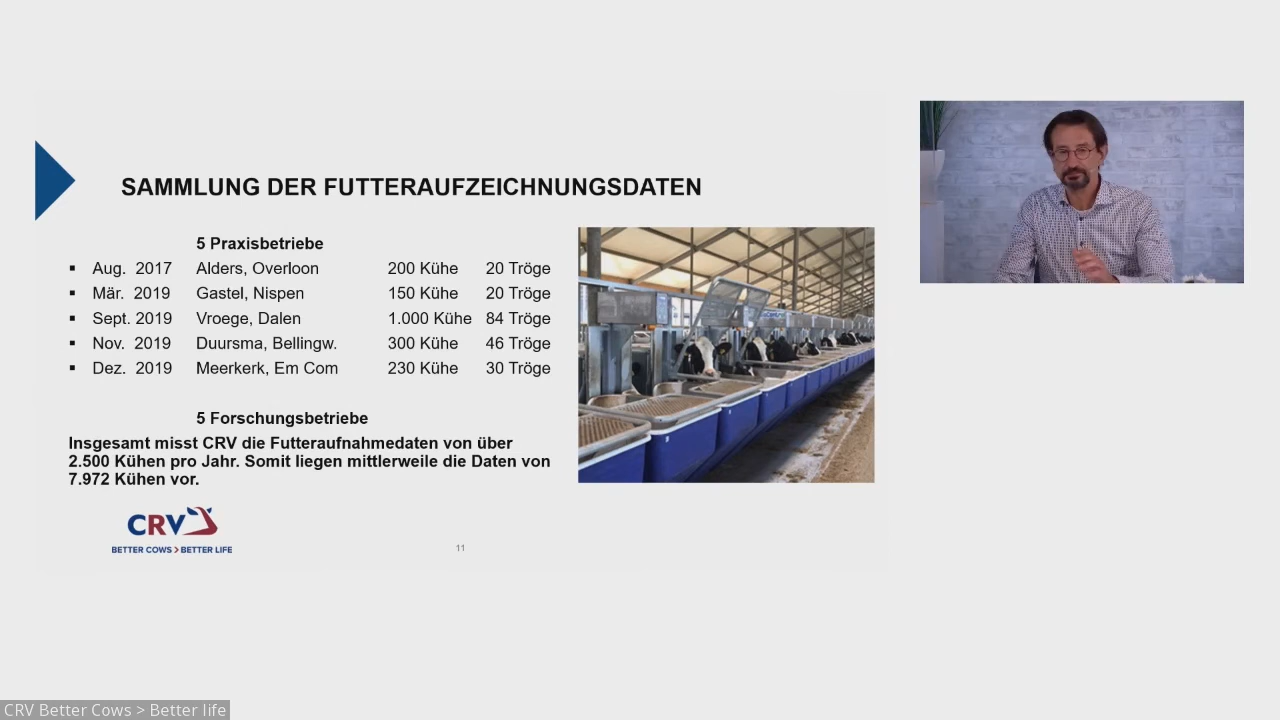 SAMMLUNG DER FUTTERAUFZEICHNUNGSDATEN
5 Praxisbetriebe
▪ Aug. 2017 Alders, Overloon 200 Kühe 20 Tröge
▪ Mär. 2019 Gastel, Nispen 150 Kühe 20 Tröge
▪ Sept. 2019 Vroege, Dalen 1.000 Kühe 84 Tröge
▪ Nov. 2019 Duursma, Bellingw. 300 Kühe 46 Tröge
▪ Dez. 2019 Meerkerk, Em Com 230 Kühe 30 Tröge
5 Forschungsbetriebe
Insgesamt misst CRV die Futteraufnahmedaten von über
2.500 Kühen pro Jahr. Somit liegen mittlerweile die Daten von
7.972 Kühen vor.
CRV
BETTER COWS > BETTER LIFE
11
CRV Better Cows > Better life